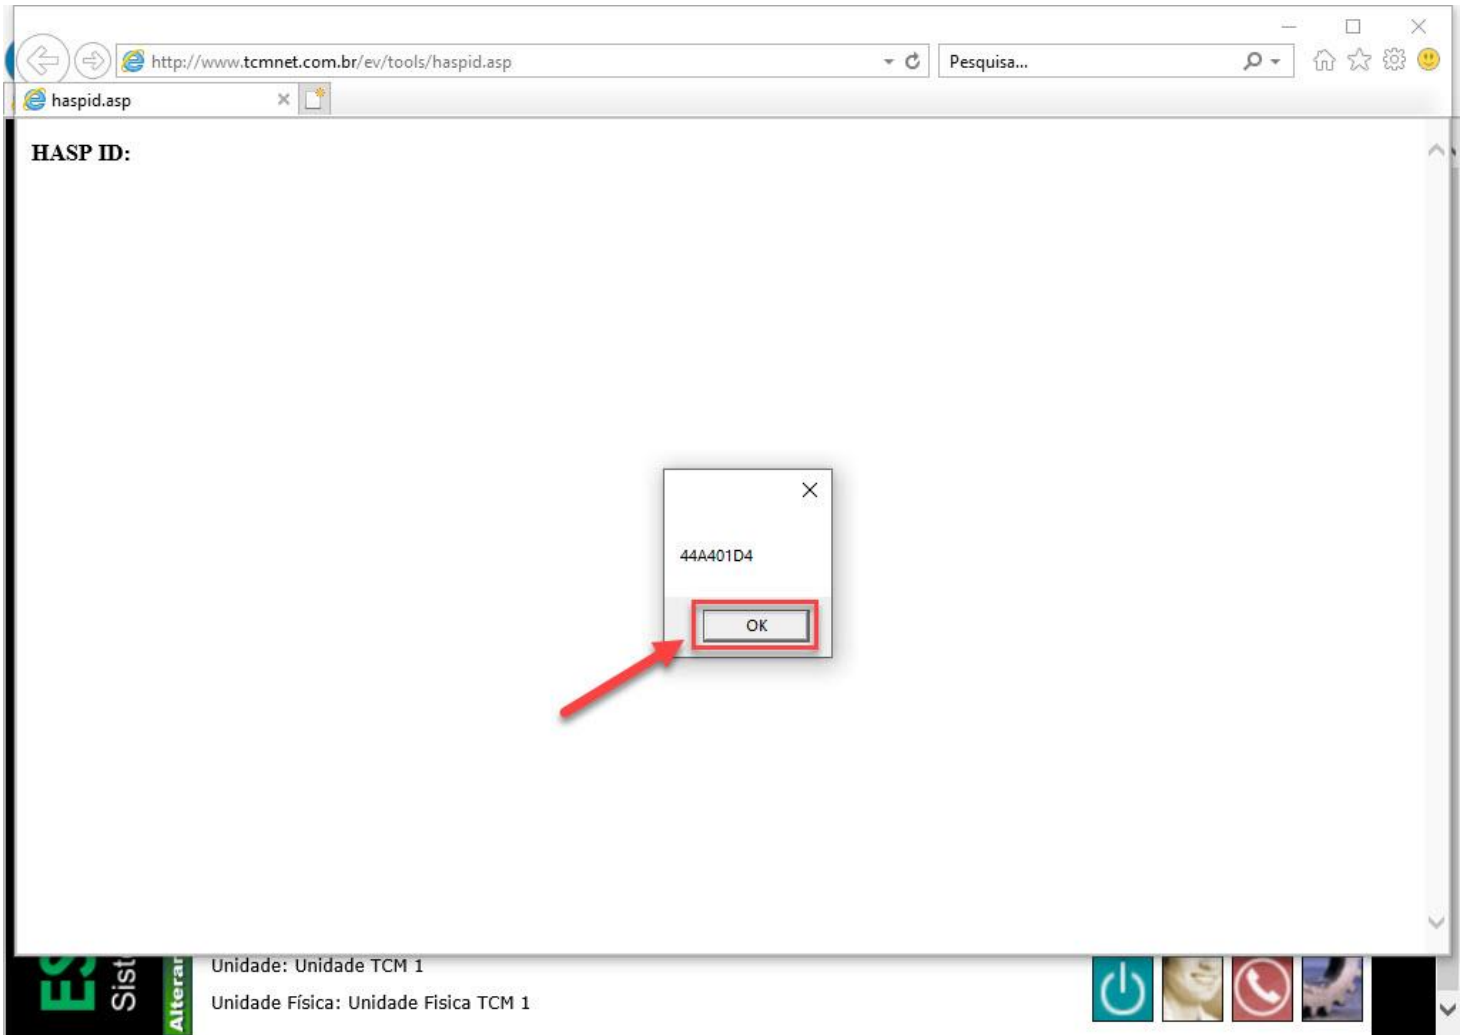 http://www.tcmnet.com.br/ev/tools/haspid.asp
Pesquisa...
haspid.asp
HASP ID:
44A401D4
OK
ES
Sist
Alterar
Unidade: Unidade TCM 1
Unidade Física: Unidade Fisica TCM 1